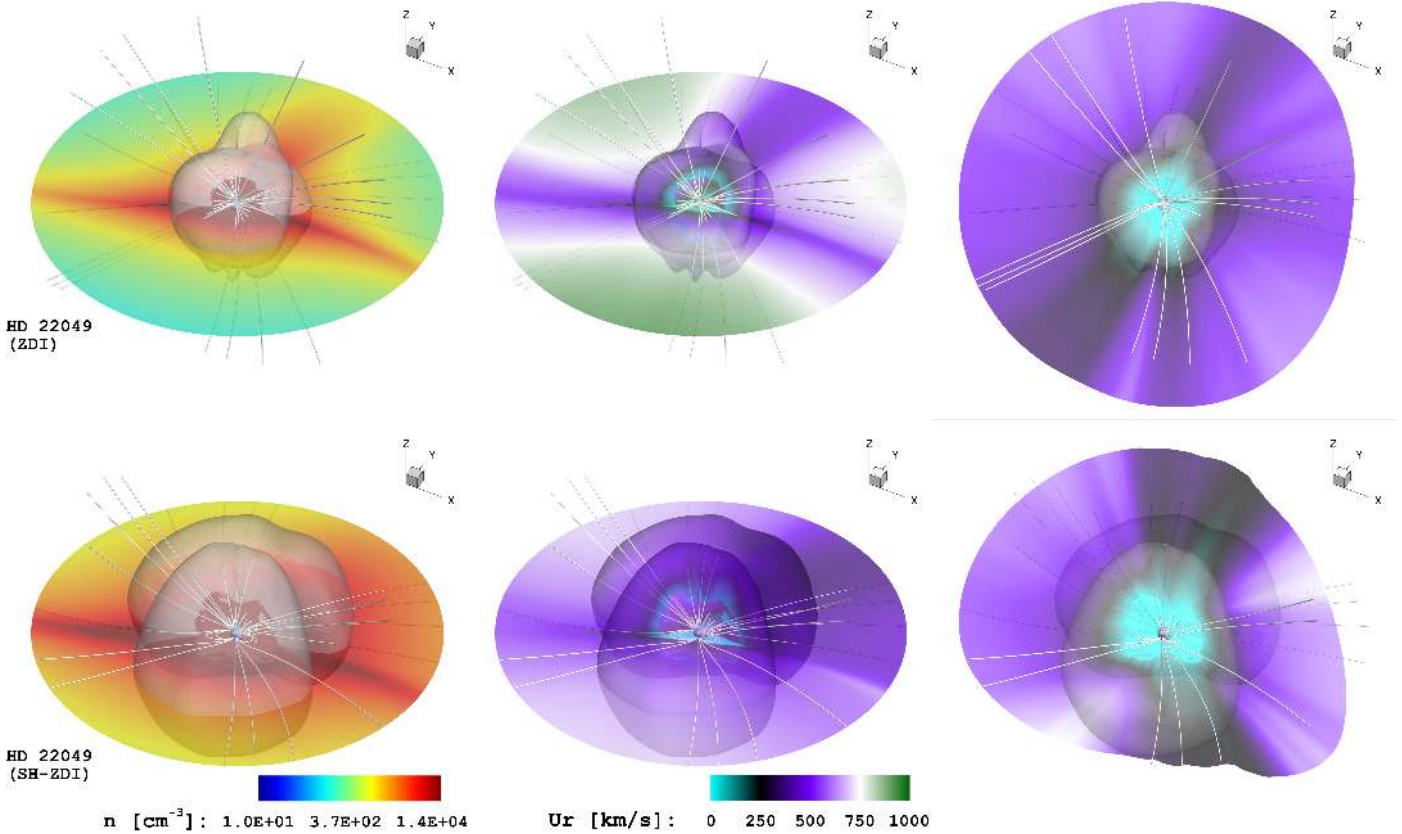 Z
Y
X
Z
Y
X
Z
Y
X
HD 22049
(ZDI)
Z
Y
X
Z
Y
X
Z
Y
X
HD 22049
(SH-ZDI)
n [cm⁻³]: 1.0E+01 3.7E+02 1.4E+04
Ur [km/s]: 0 250 500 750 1000